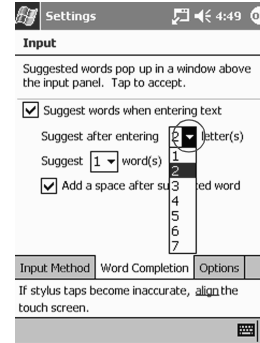 Settings 4:49
Input
Suggested words pop up in a window above
the input panel. Tap to accept.
Suggest words when entering text
Suggest after entering 2 letter(s)
1
Suggest 1 word(s)
2
Add a space after su ted word
3
4
5
6
7
Input Method Word Completion Options
If stylus taps become inaccurate, align the
touch screen.